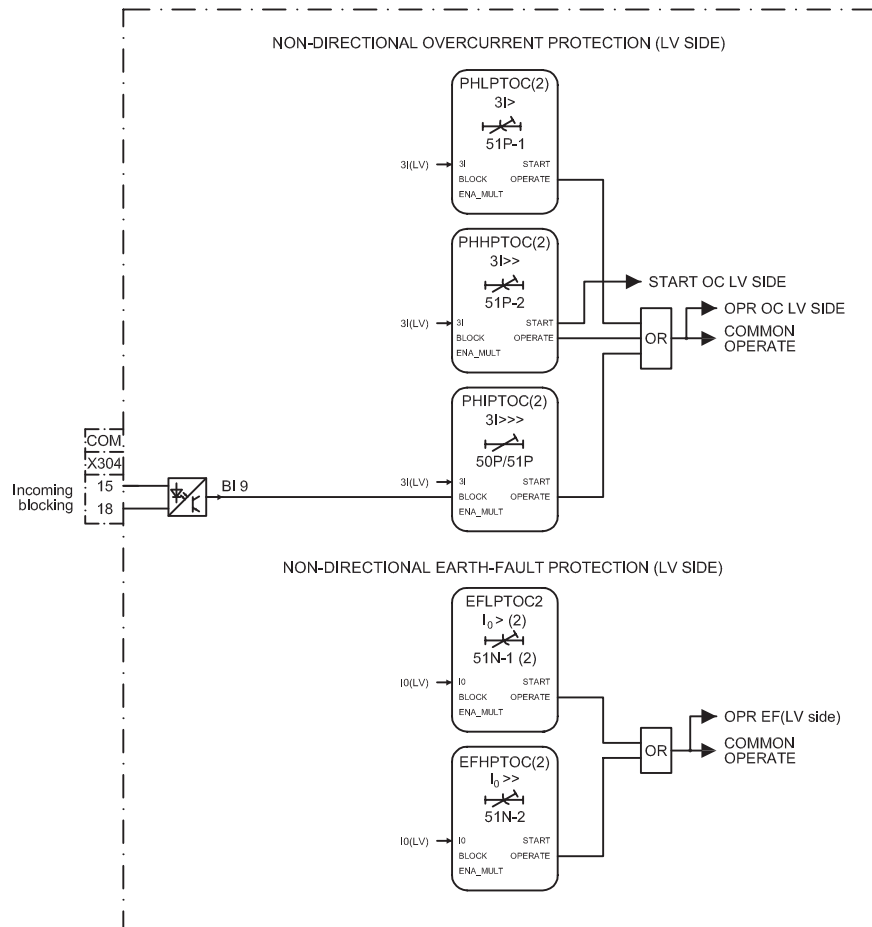 NON-DIRECTIONAL OVERCURRENT PROTECTION (LV SIDE)
PHLPTOC(2)
3I>
51P-1
3I(LV)
3I
START
BLOCK
OPERATE
ENA_MULT
PHHPTOC(2)
3I>>
51P-2
3I(LV)
3I
START
BLOCK
OPERATE
ENA_MULT
START OC LV SIDE
OR
OPR OC LV SIDE
COMMON
OPERATE
PHIPTOC(2)
3I>>>
50P/51P
3I(LV)
3I
START
BLOCK
OPERATE
ENA_MULT
COM
X304
Incoming
blocking
15
18
BI 9
NON-DIRECTIONAL EARTH-FAULT PROTECTION (LV SIDE)
EFLPTOC2
I0 > (2)
51N-1 (2)
I0(LV)
I0
START
BLOCK
OPERATE
ENA_MULT
OR
OPR EF(LV side)
COMMON
OPERATE
EFHPTOC(2)
I0 >>
51N-2
I0(LV)
I0
START
BLOCK
OPERATE
ENA_MULT